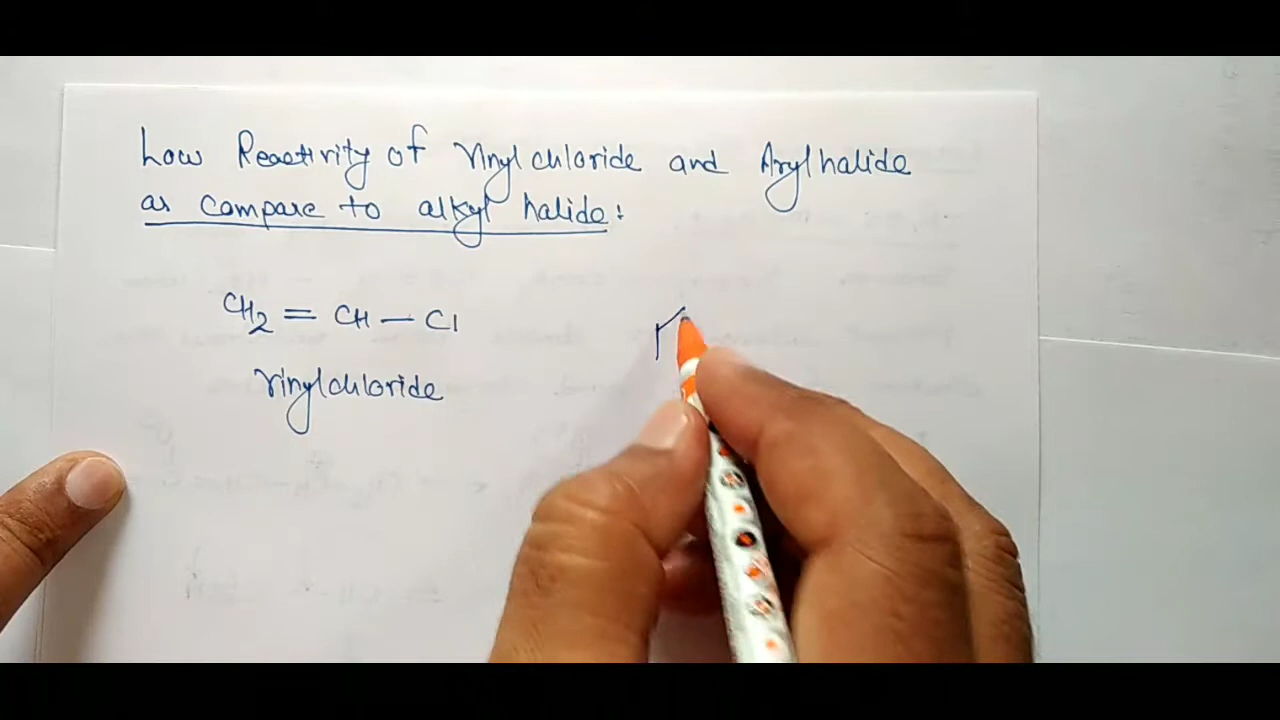 Low Reactivity of Vinylchloride and Arylhalide
as compare to alkyl halide:
CH2 = CH — Cl
Vinylchloride